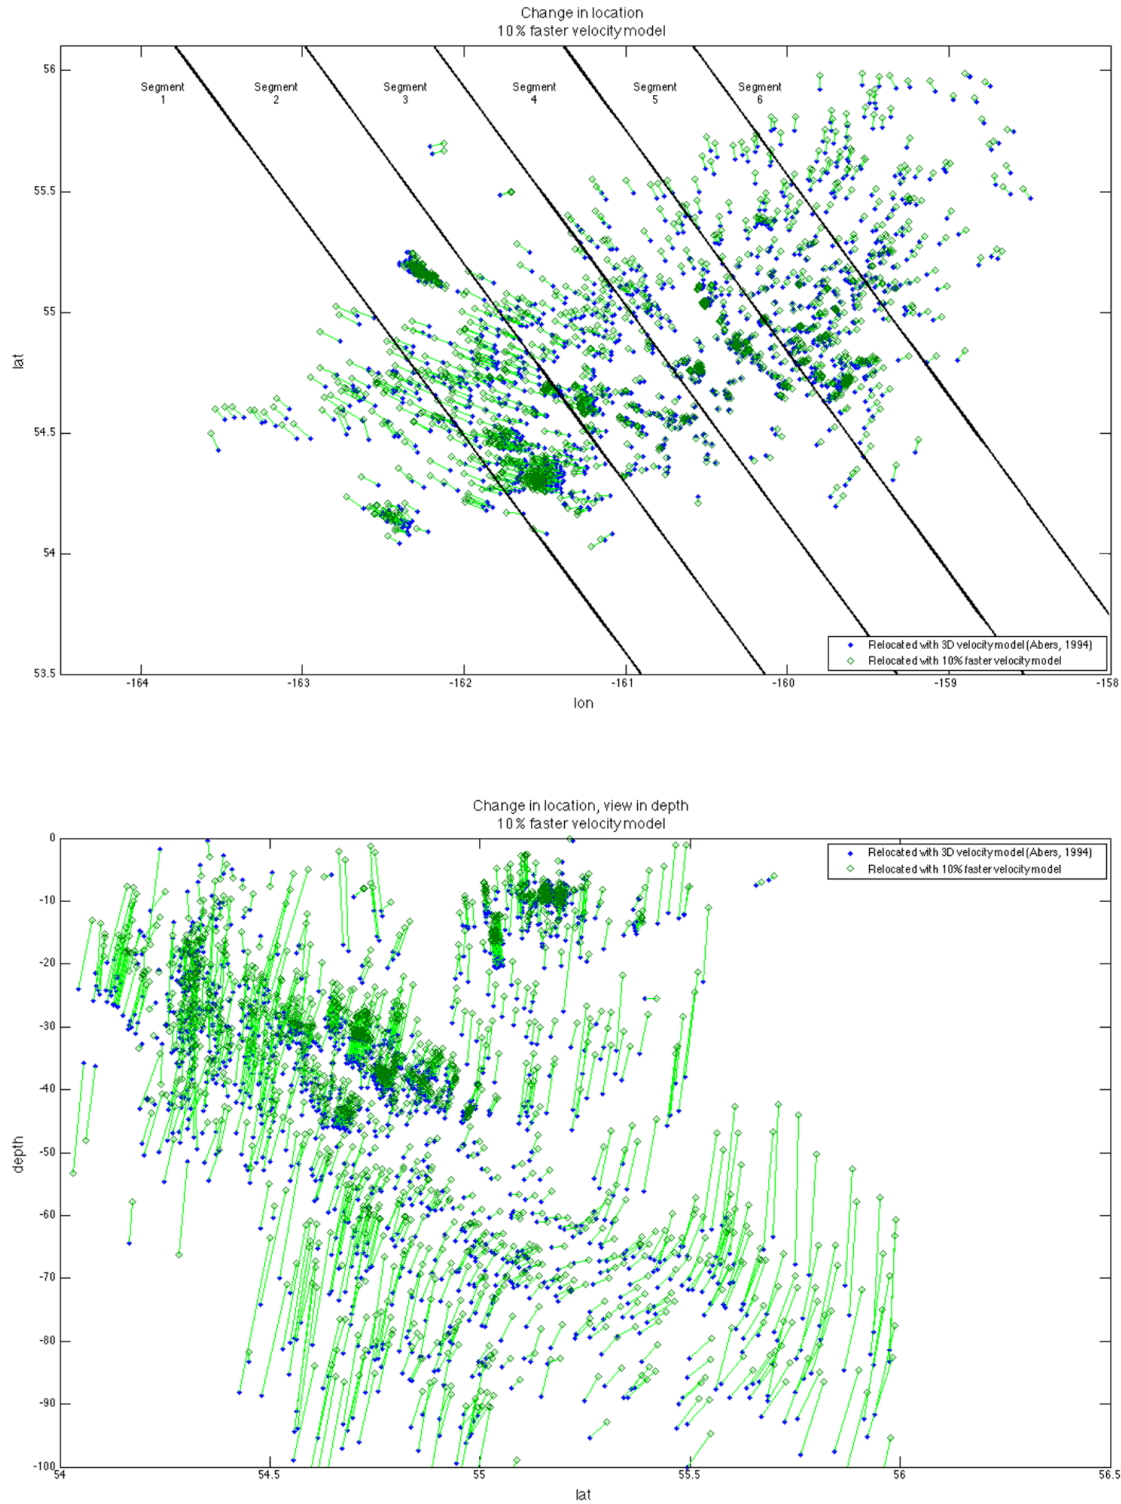 Change in location
10% faster velocity model
56
55.5
55
54.5
54
53.5
lat
Segment
1
Segment
2
Segment
3
Segment
4
Segment
5
Segment
6
Relocated with 3D velocity model (Abers, 1994)
Relocated with 10% faster velocity model
-164
-163
-162
-161
-160
-159
-158
lon
Change in location, view in depth
10% faster velocity model
Relocated with 3D velocity model (Abers, 1994)
Relocated with 10% faster velocity model
0
-10
-20
-30
-40
-50
-60
-70
-80
-90
-100
depth
54
54.5
55
55.5
56
56.5
lat